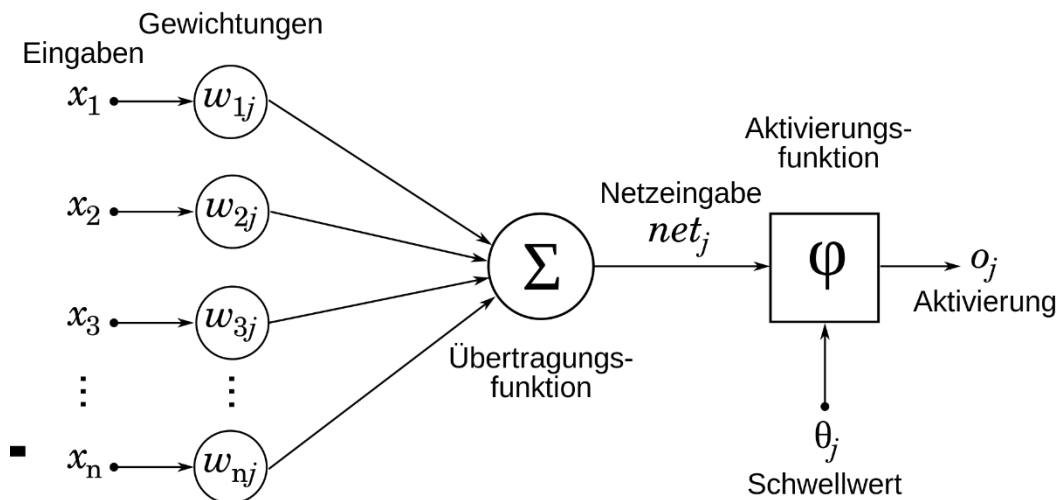 Gewichtungen
Eingaben
x1
w1j
x2
w2j
x3
w3j
⋮
⋮
xn
wnj
Σ
Übertragungs-
funktion
Netzeingabe
netj
Aktivierungs-
funktion
φ
oj
Aktivierung
θj
Schwellwert